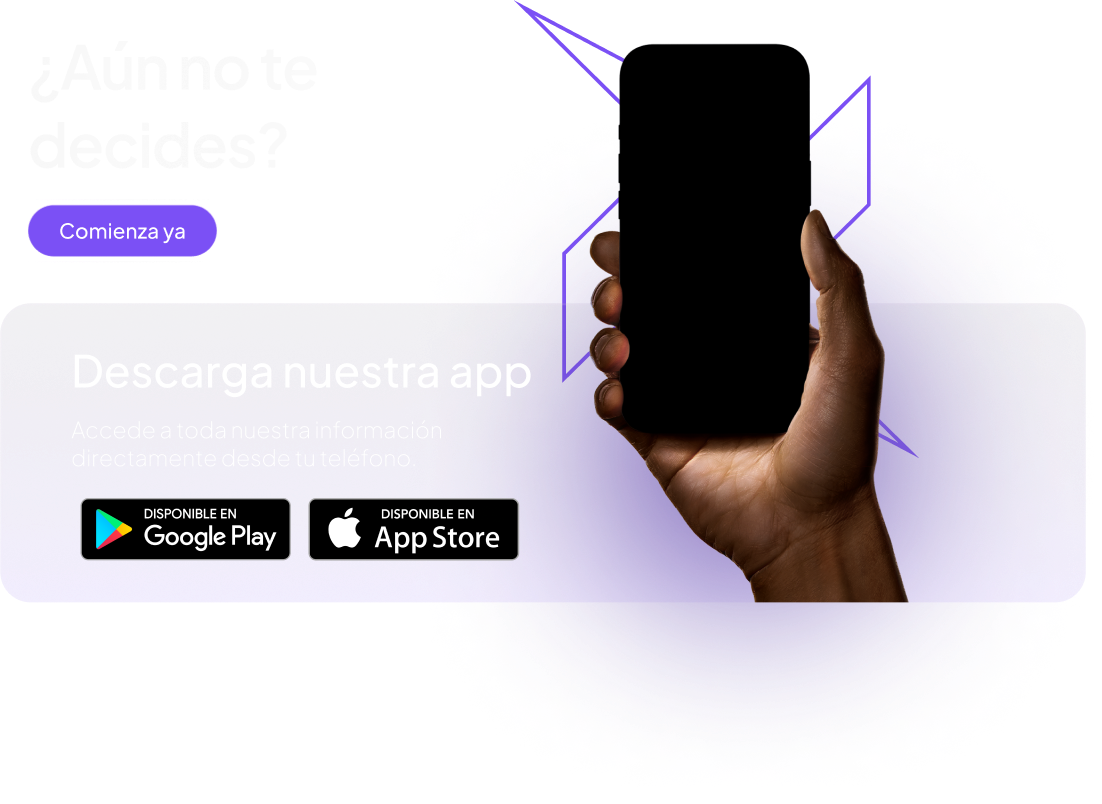 ¿Aún no te
decides?
Comienza ya
Descarga nuestra app
Accede a toda nuestra información
directamente desde tu teléfono.
DISPONIBLE EN
Google Play
DISPONIBLE EN
App Store